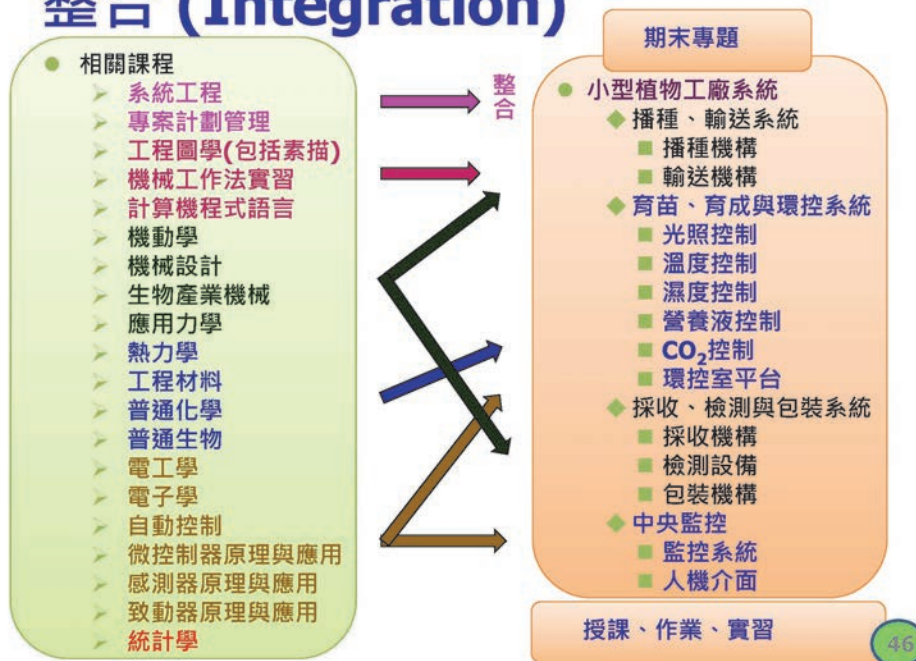 整合 (Integration)
相關課程
系統工程
專案計劃管理
工程圖學(包括素描)
機械工作法實習
計算機程式語言
機動學
機械設計
生物產業機械
應用力學
熱力學
工程材料
普通化學
普通生物
電工學
電子學
自動控制
微控制器原理與應用
感測器原理與應用
致動器原理與應用
統計學
整合
期末專題
小型植物工廠系統
播種、輸送系統
播種機構
輸送機構
育苗、育成與環控系統
光照控制
溫度控制
濕度控制
營養液控制
CO₂控制
環控室平台
採收、檢測與包裝系統
採收機構
檢測設備
包裝機構
中央監控
監控系統
人機介面
授課、作業、實習
46